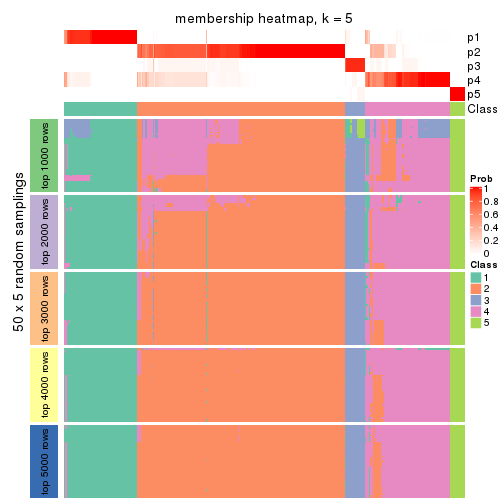 membership heatmap, k = 5
p1
p2
p3
p4
p5
Class
50 x 5 random samplings
top 1000 rows
top 2000 rows
top 3000 rows
top 4000 rows
top 5000 rows
Prob
1
0.8
0.6
0.4
0.2
0
Class
1
2
3
4
5